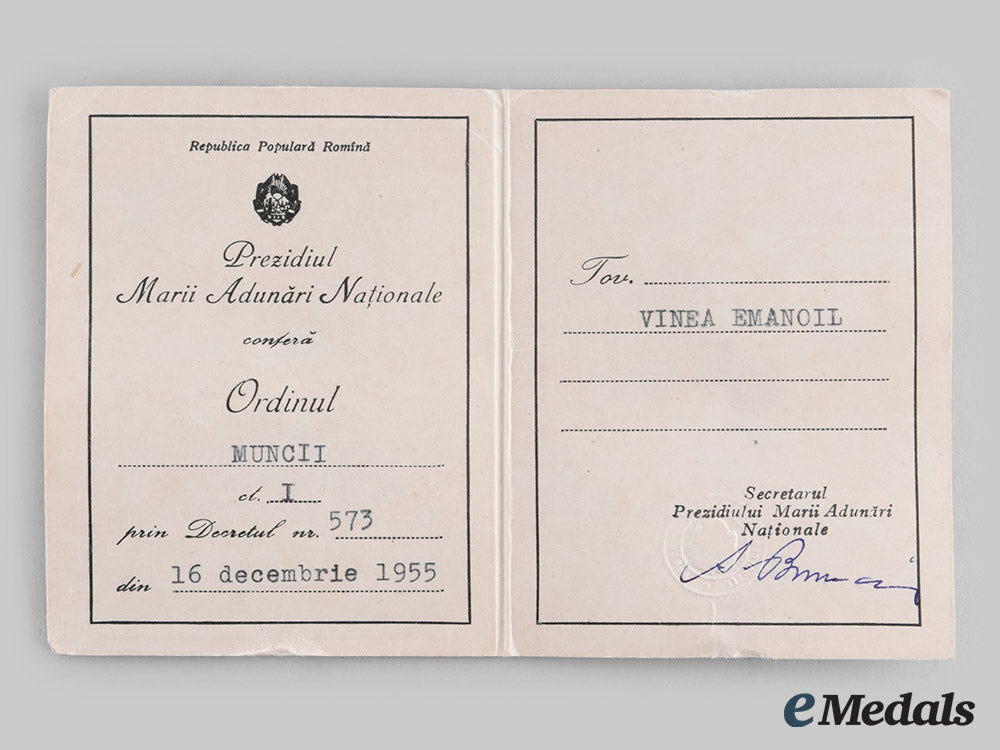 Republica Populară Romînă
Prezidiul
Marii Adunări Naționale
conferă
Ordinul
MUNCII
cl. I
prin Decretul nr. 573
din 16 decembrie 1955
Tov.
VINEA EMANOIL
Secretarul
Prezidiului Marii Adunări
Naționale
eMedals